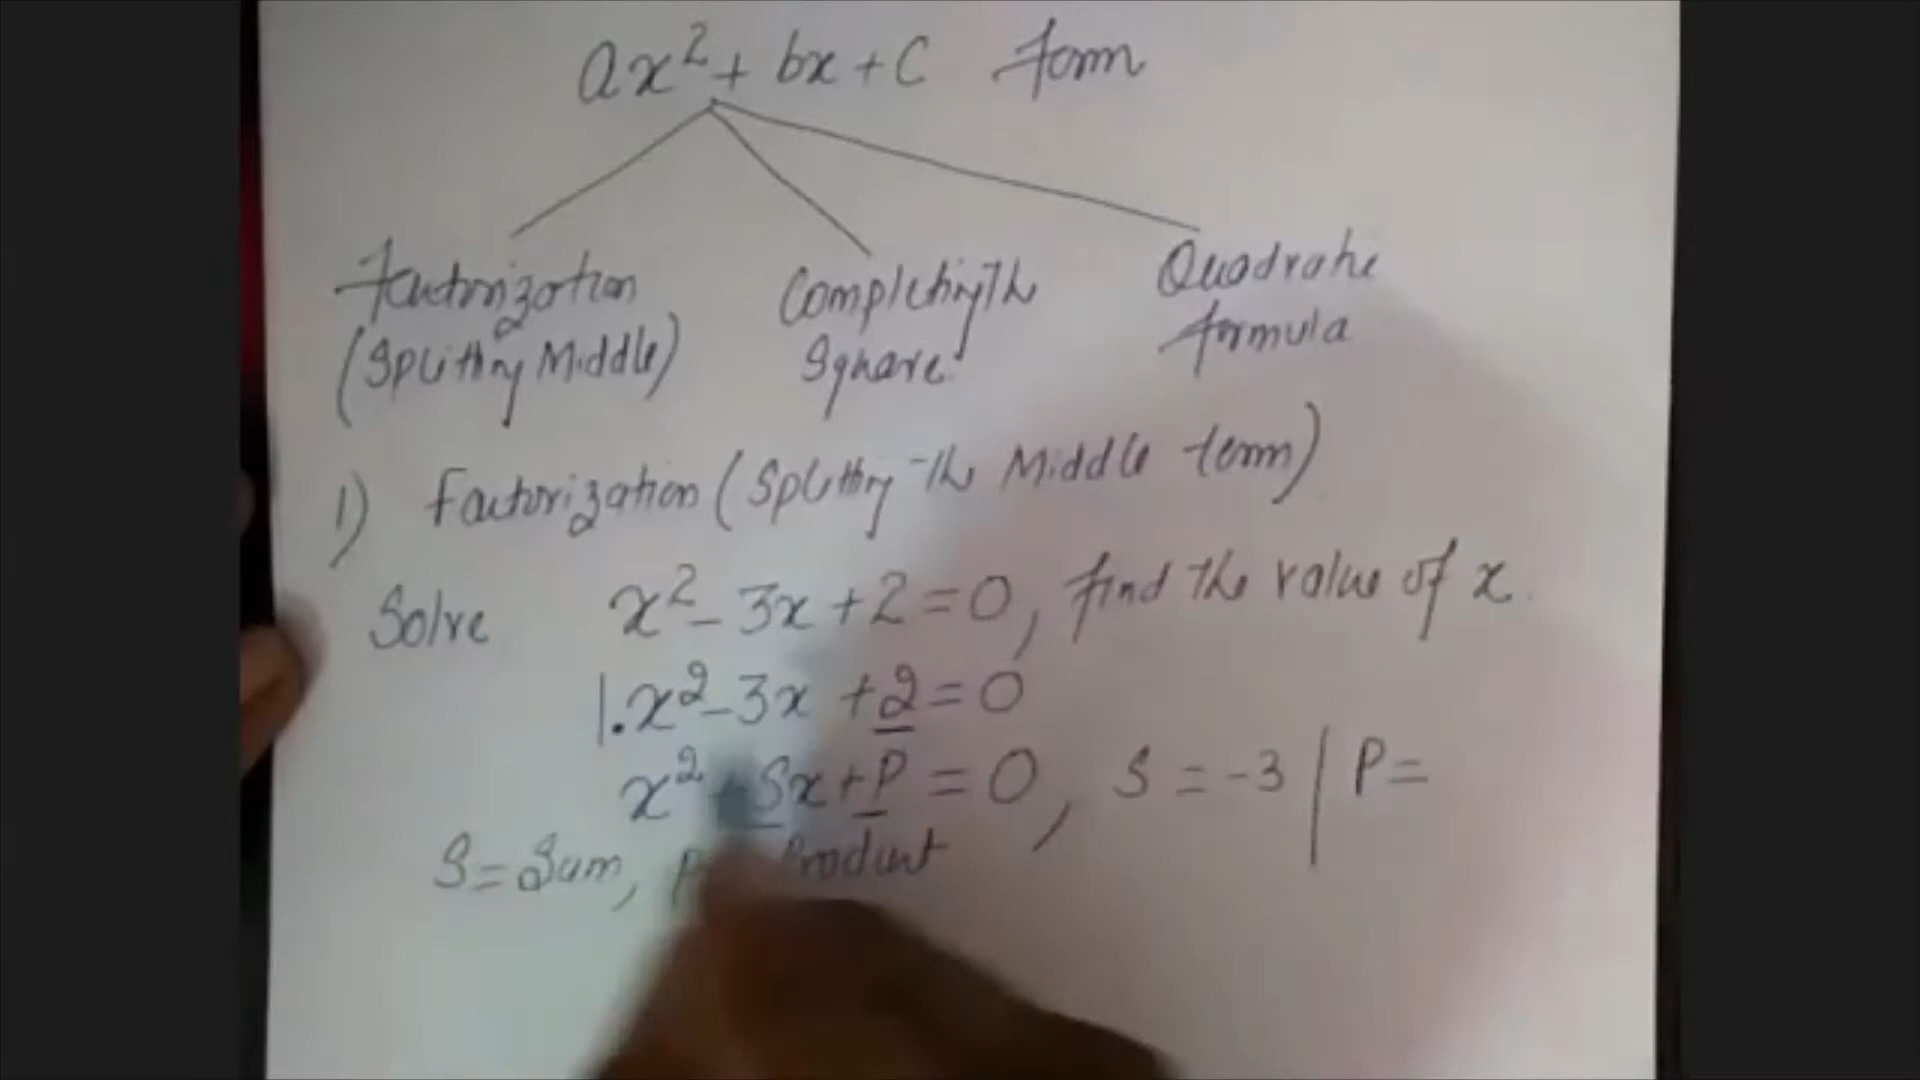 ax² + bx + C form
Factorization Completing The Quadratic
(Splitting Middle) Square formula
1) Factorization (Splitting The Middle term)
Solve x² - 3x + 2 = 0, find the value of x.
1.x² - 3x + 2 = 0
x² + Sx + P = 0, S = -3 | P =
S = Sum, P Product